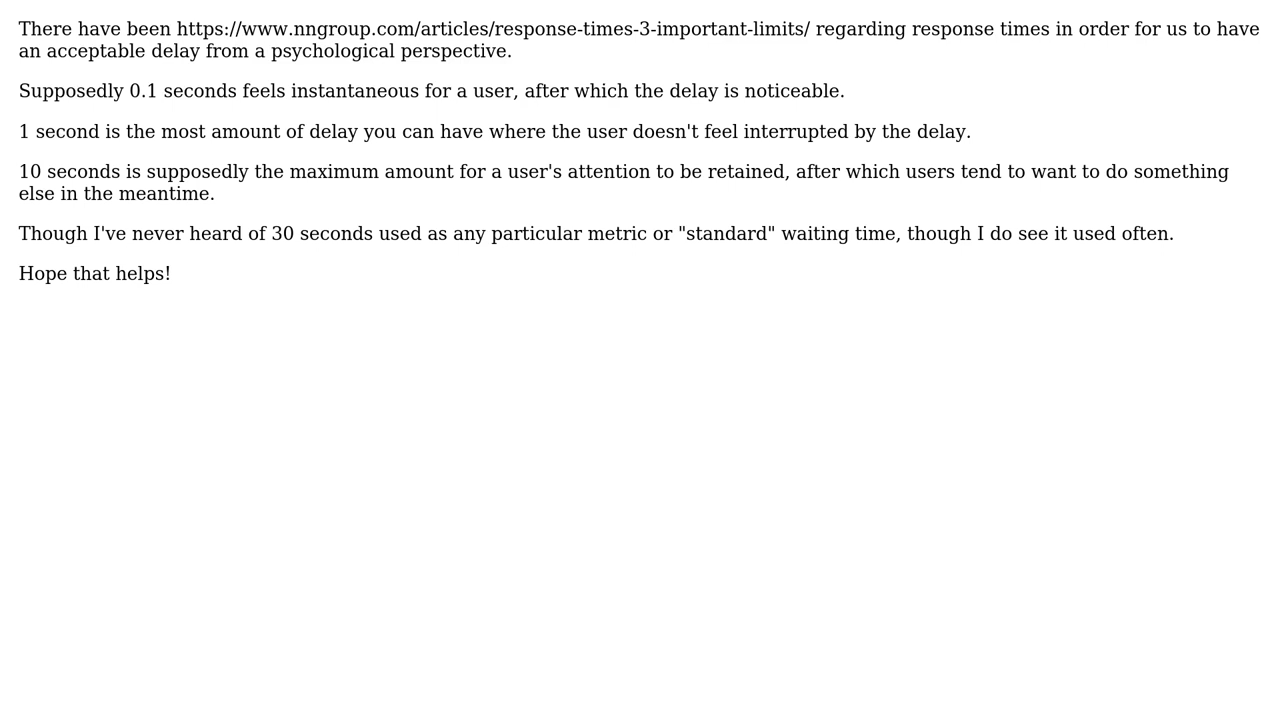 There have been https://www.nngroup.com/articles/response-times-3-important-limits/ regarding response times in order for us to have
an acceptable delay from a psychological perspective.
Supposedly 0.1 seconds feels instantaneous for a user, after which the delay is noticeable.
1 second is the most amount of delay you can have where the user doesn't feel interrupted by the delay.
10 seconds is supposedly the maximum amount for a user's attention to be retained, after which users tend to want to do something
else in the meantime.
Though I've never heard of 30 seconds used as any particular metric or "standard" waiting time, though I do see it used often.
Hope that helps!